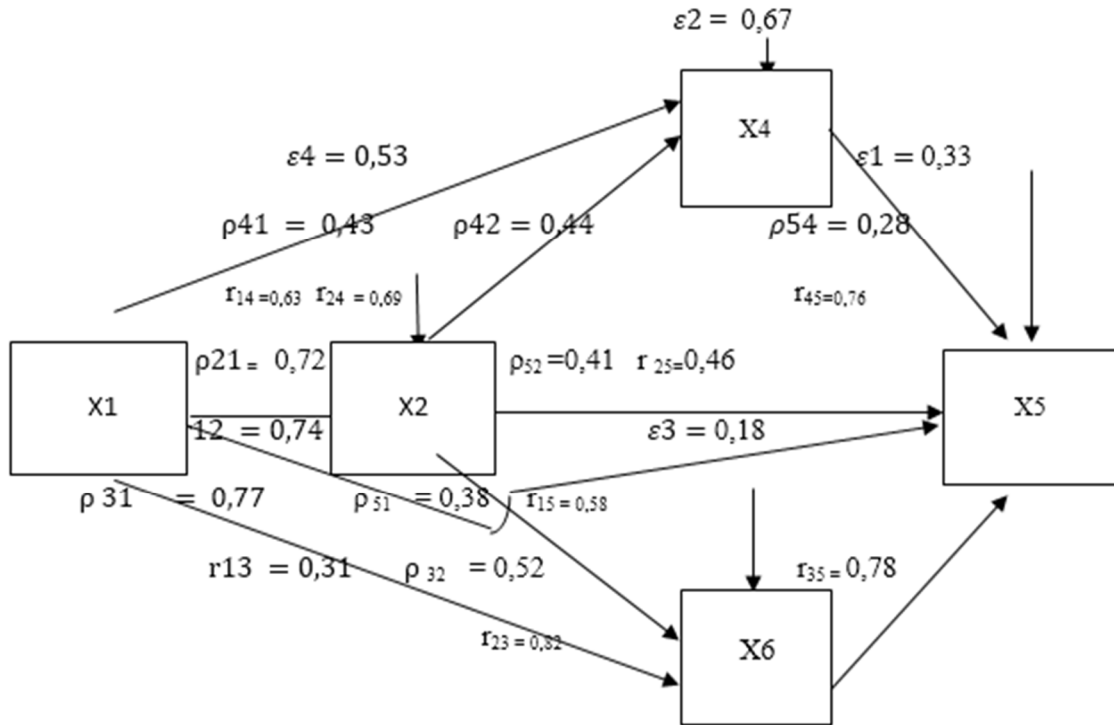 ε2 = 0,67
X4
ε4 = 0,53
ε1 = 0,33
ρ41 = 0,43
ρ42 = 0,44
ρ54 = 0,28
r14 =0,63 r24 =0,69
r45=0,76
ρ21 = 0,72
ρ52 =0,41 r 25=0,46
X1
X2
X5
12 = 0,74
ε3 = 0,18
ρ 31 = 0,77
ρ 51 = 0,38
r15 = 0,58
r13 = 0,31
ρ 32 = 0,52
r35 = 0,78
r23 = 0,82
X6